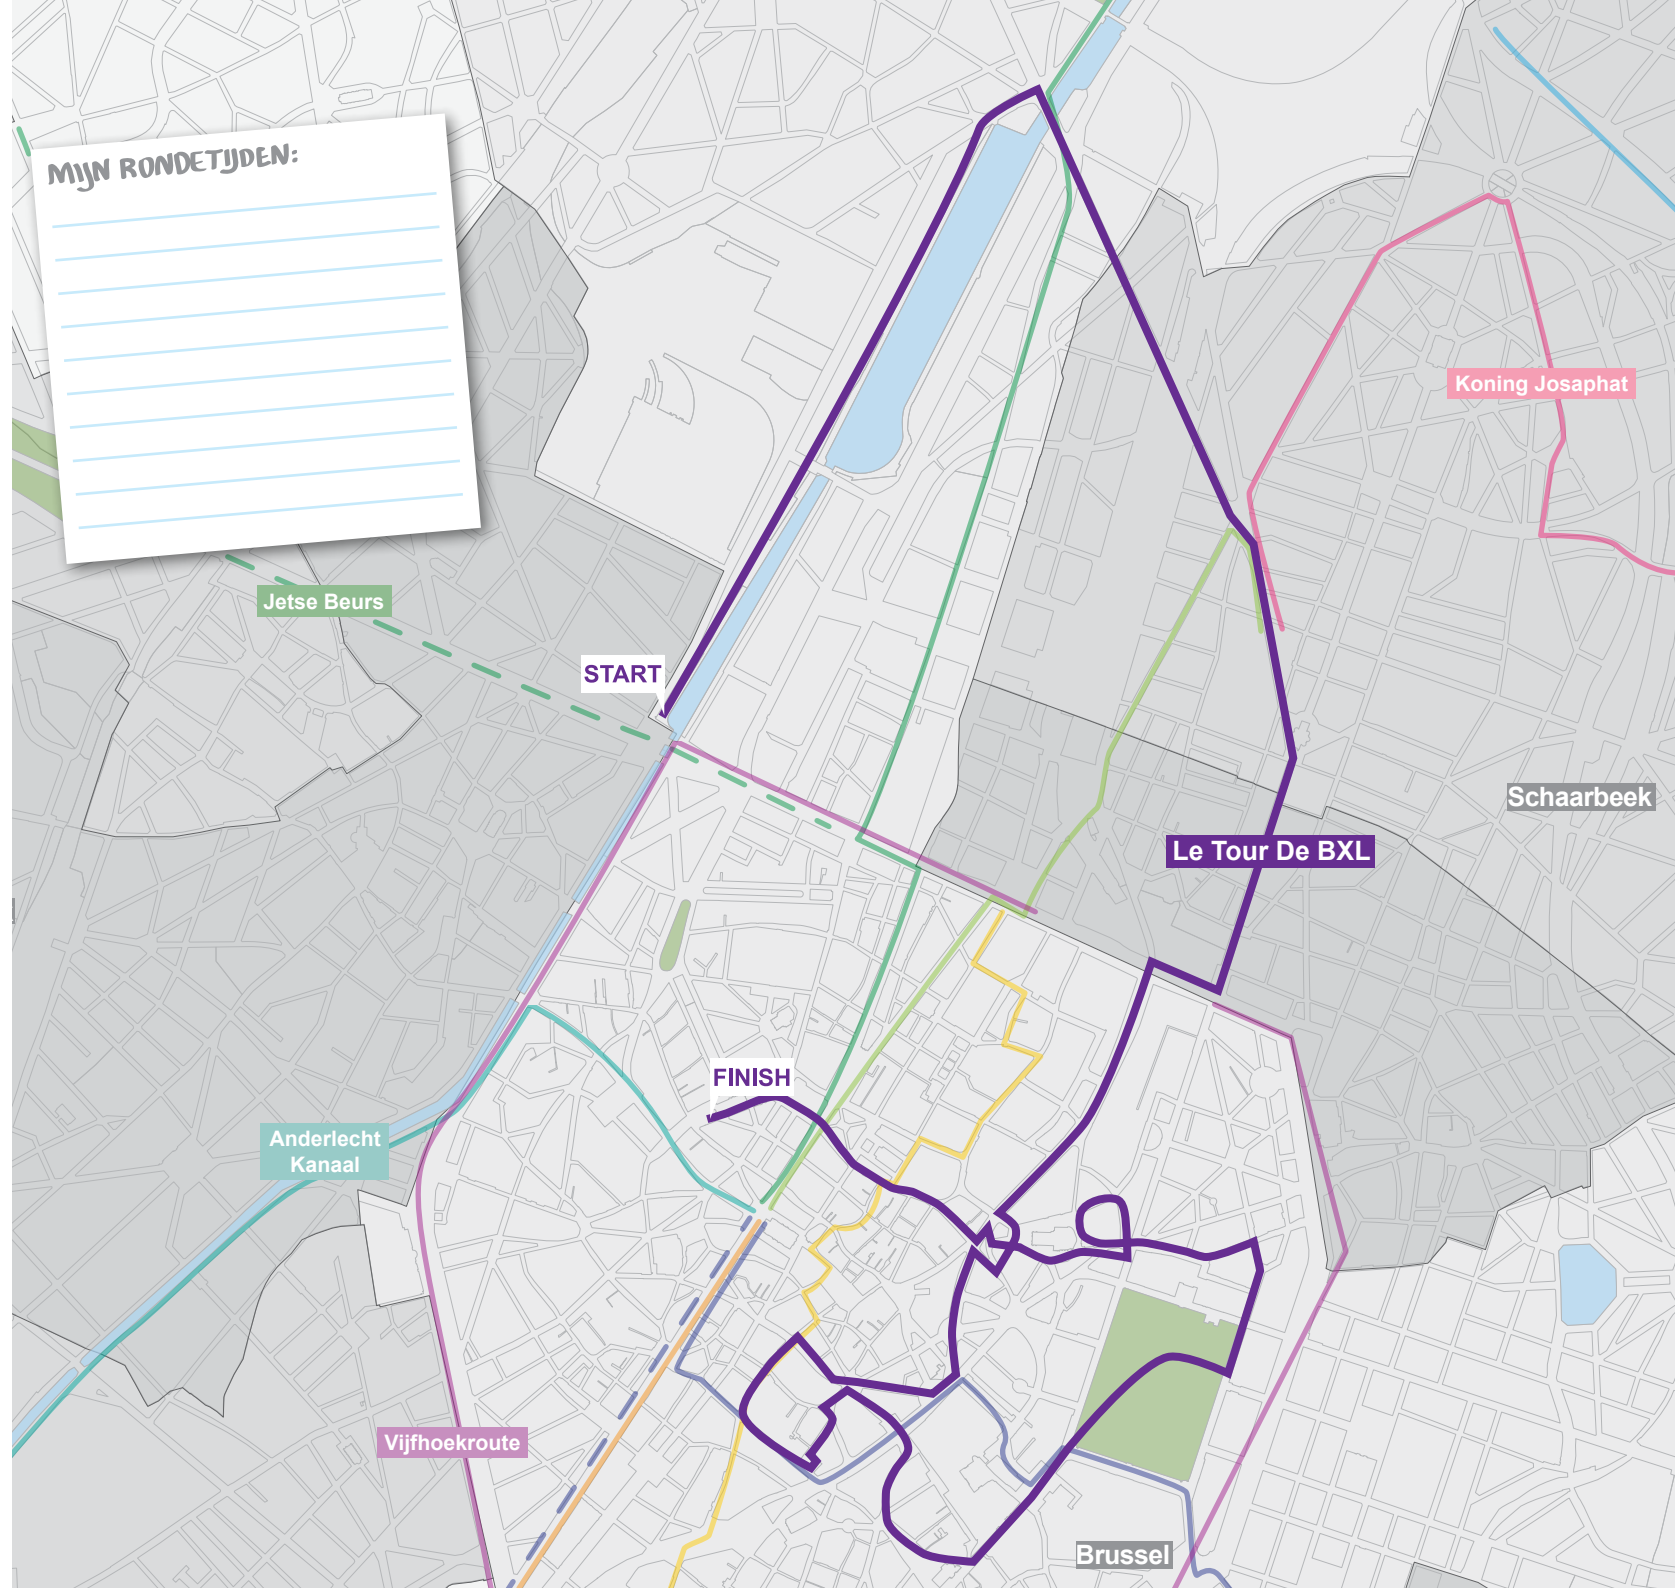 MIJN RONDETIJDEN:
Koning Josaphat
Jetse Beurs
START
Schaarbeek
Le Tour De BXL
FINISH
Anderlecht
Kanaal
Vijfhoekroute
Brussel